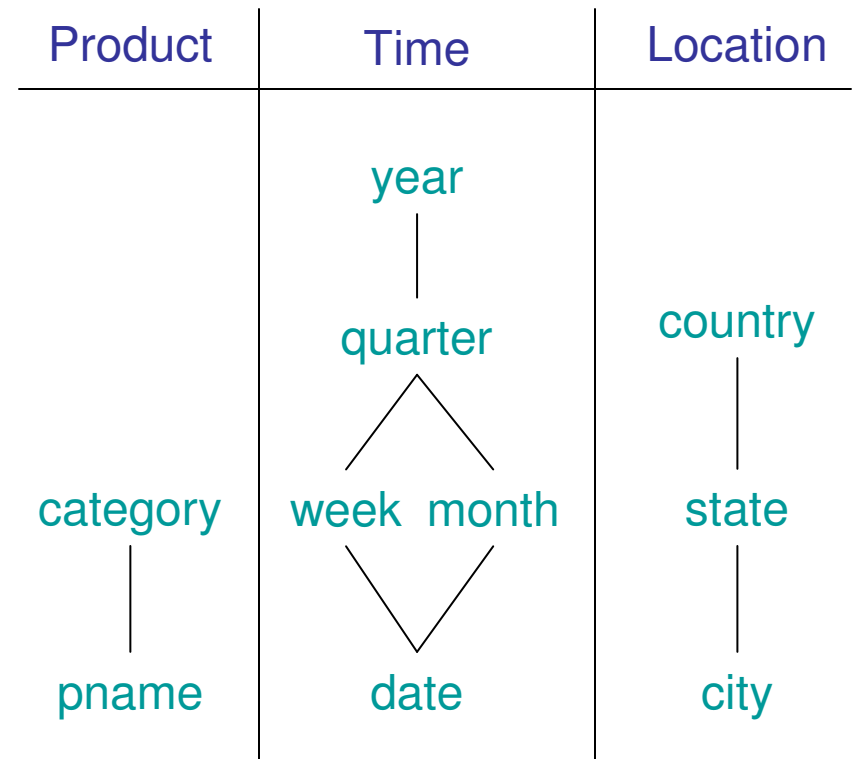 Product Time Location
year
quarter country
category week month state
pname date city